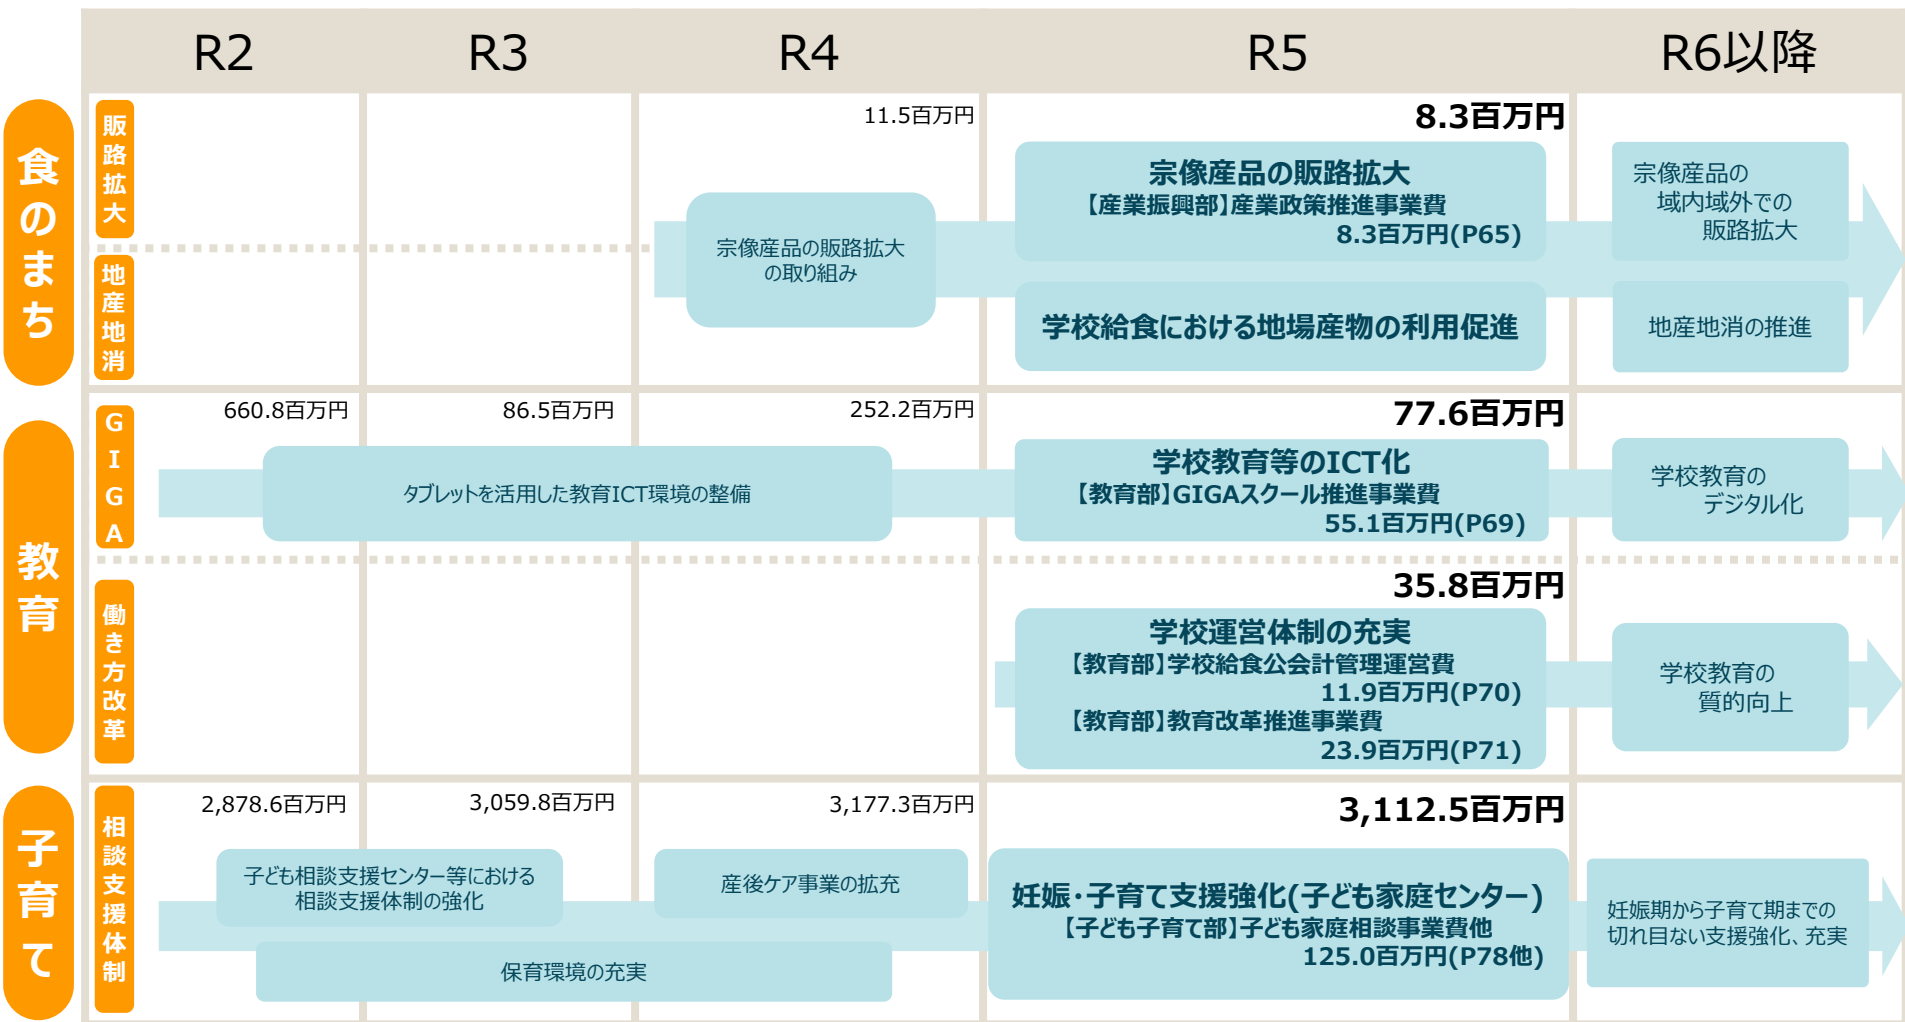 R2
R3
R4
R5
R6以降
食のまち
販路拡大
地産地消
11.5百万円
宗像産品の販路拡大
の取り組み
8.3百万円
宗像産品の販路拡大
【産業振興部】産業政策推進事業費
8.3百万円(P65)
学校給食における地場産物の利用促進
宗像産品の
域内域外での
販路拡大
地産地消の推進
教育
GIGA
660.8百万円
86.5百万円
252.2百万円
タブレットを活用した教育ICT環境の整備
77.6百万円
学校教育等のICT化
【教育部】GIGAスクール推進事業費
55.1百万円(P69)
学校教育の
デジタル化
働き方改革
35.8百万円
学校運営体制の充実
【教育部】学校給食公会計管理運営費
11.9百万円(P70)
【教育部】教育改革推進事業費
23.9百万円(P71)
学校教育の
質的向上
子育て
相談支援体制
2,878.6百万円
3,059.8百万円
3,177.3百万円
子ども相談支援センター等における
相談支援体制の強化
産後ケア事業の拡充
保育環境の充実
3,112.5百万円
妊娠・子育て支援強化(子ども家庭センター)
【子ども子育て部】子ども家庭相談事業費他
125.0百万円(P78他)
妊娠期から子育て期までの
切れ目ない支援強化、充実